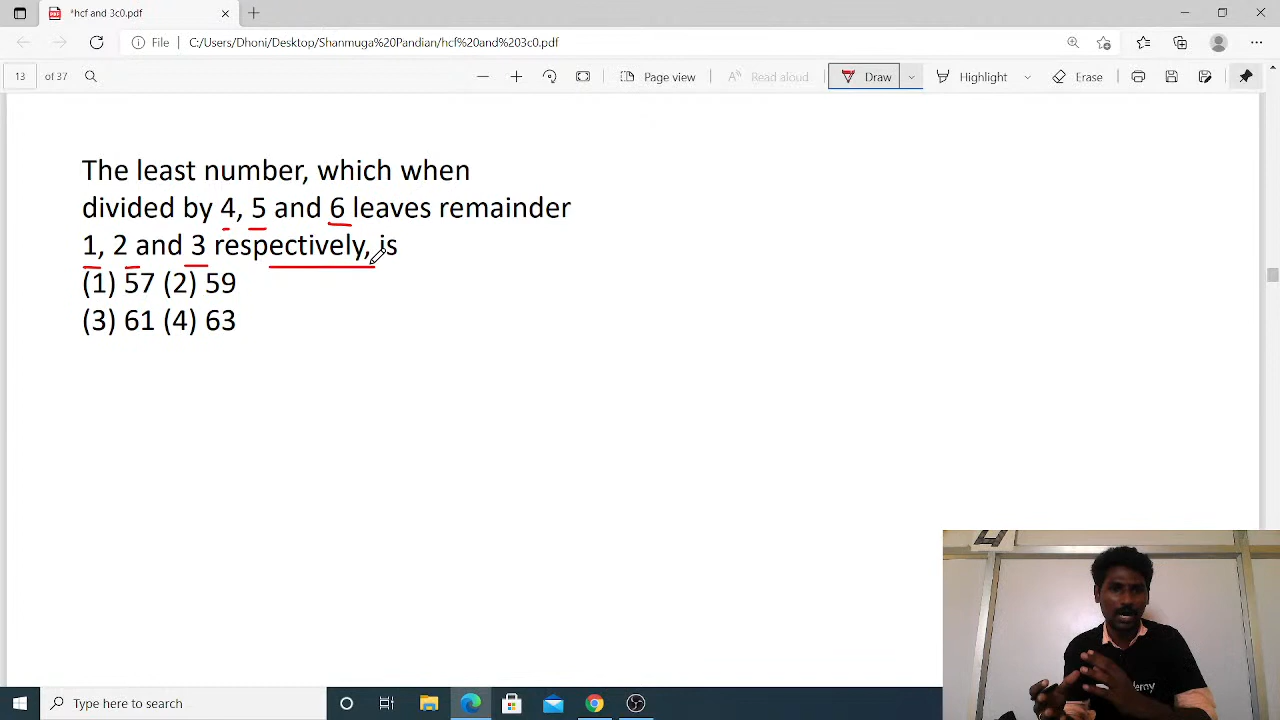 *hcf and 3c0.pdf
File
C:/Users/Dhoni/Desktop/Shanmuga%20Pandian/hcf%20and%203c0.pdf
13 of 37
Page view
Read aloud
Draw
Highlight
Erase
The least number, which when
divided by 4, 5 and 6 leaves remainder
1, 2 and 3 respectively, is
(1) 57 (2) 59
(3) 61 (4) 63
Type here to search